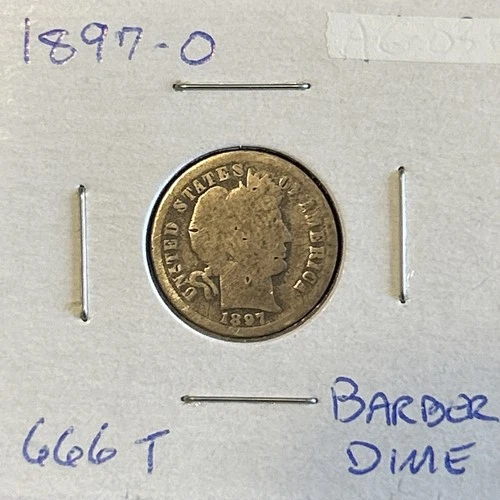 1897-O
UNITED STATES OF AMERICA
1897
666 T
BARBER
DIME